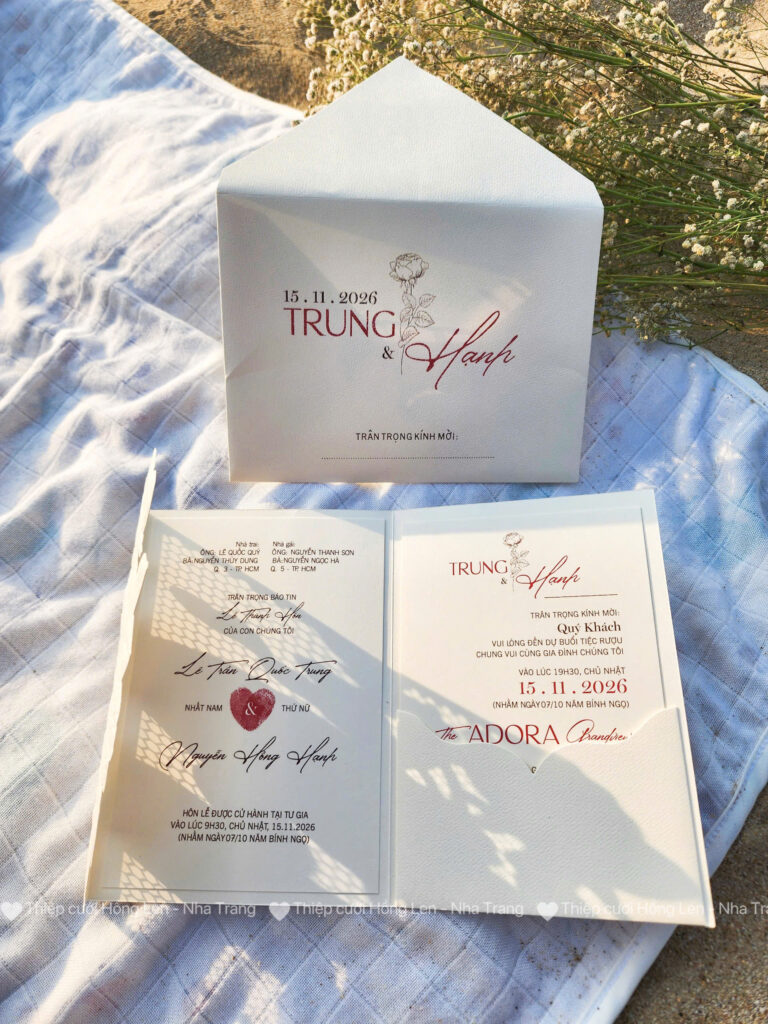 15 . 11 . 2026
TRUNG
& Hạnh
TRÂN TRỌNG KÍNH MỜI:
Nhà trai:
ÔNG: LÊ QUỐC QUÝ
BÀ:NGUYỄN THÙY DUNG
Q. 3 - TP. HCM
Nhà gái:
ÔNG: NGUYỄN THANH SƠN
BÀ: NGUYỄN NGỌC HÀ
Q. 5 - TP. HCM
TRÂN TRỌNG BÁO TIN
Lễ Thành Hôn
CỦA CON CHÚNG TÔI
Lê Trần Quốc Trung
NHẤT NAM & THỨ NỮ
Nguyễn Hồng Hạnh
HÔN LỄ ĐƯỢC CỬ HÀNH TẠI TƯ GIA
VÀO LÚC 9H30, CHỦ NHẬT, 15.11.2026
(NHẰM NGÀY07/10 NĂM BÍNH NGỌ)
TRUNG
& Hạnh
TRÂN TRỌNG KÍNH MỜI:
Quý Khách
VUI LÒNG ĐẾN DỰ BUỔI TIỆC RƯỢU
CHUNG VUI CÙNG GIA ĐÌNH CHÚNG TÔI
VÀO LÚC 19H30, CHỦ NHẬT
15 . 11 . 2026
(NHẰM NGÀY07/10 NĂM BÍNH NGỌ)
The ADORA
Thiệp cưới Hồng Len - Nha Trang Thiệp cưới Hồng Len - Nha Trang Thiệp cưới Hồng Len - Nha Tra